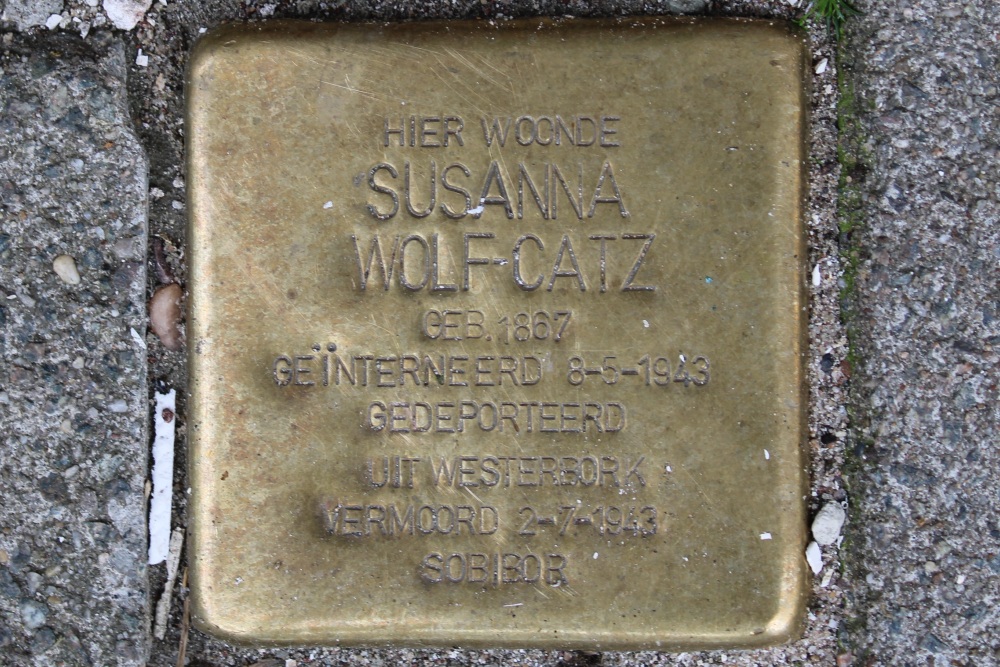 HIER WOONDE
SUSANNA
WOLF-CATZ
GEB. 1867
GEÏNTERNEERD 8-5-1943
GEDEPORTEERD
UIT WESTERBORK
VERMOORD 2-7-1943
SOBIBOR